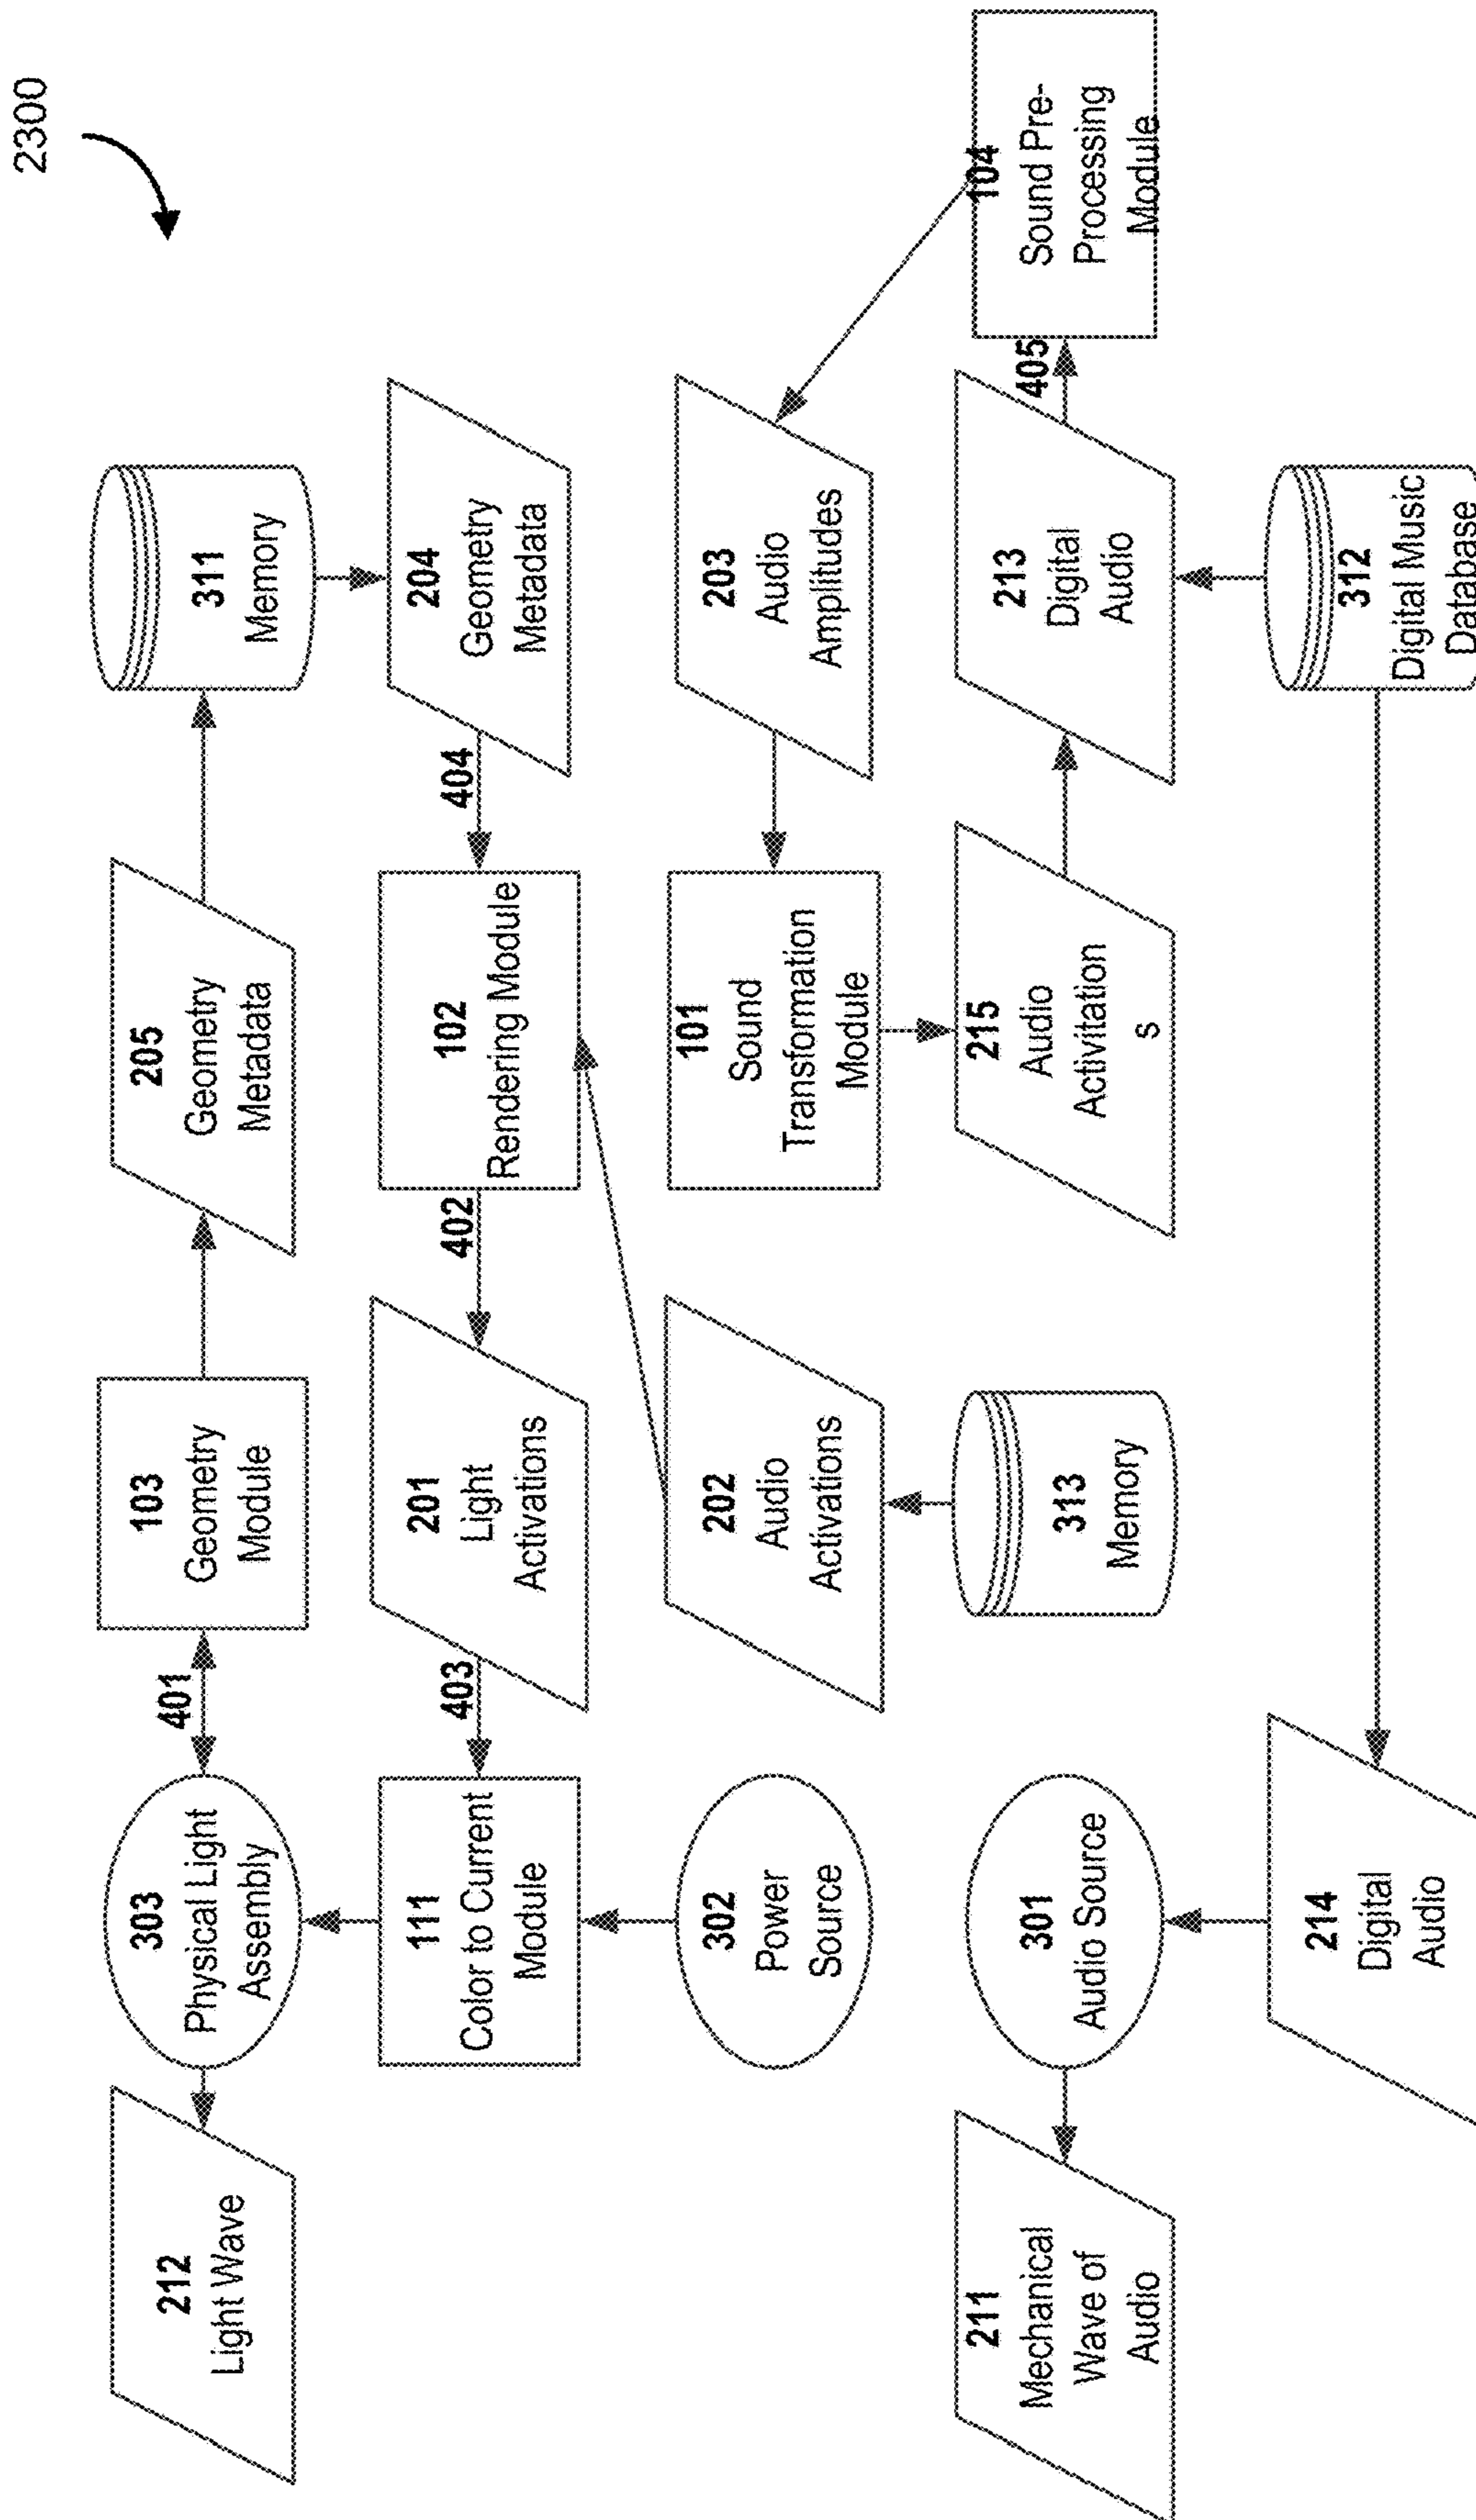 2300
212
Light Wave
303
Physical Light
Assembly
401
103
Geometry
Module
205
Geometry
Metadata
311
Memory
111
Color to Current
Module
403
201
Light
Activations
402
102
Rendering Module
404
204
Geometry
Metadata
302
Power
Source
202
Audio
Activations
101
Sound
Transformation
Module
203
Audio
Amplitudes
211
Mechanical
Wave of
Audio
301
Audio Source
313
Memory
215
Audio
Activitation
s
213
Digital
Audio
405
104
Sound Pre-
Processing
Module
214
Digital
Audio
312
Digital Music
Database